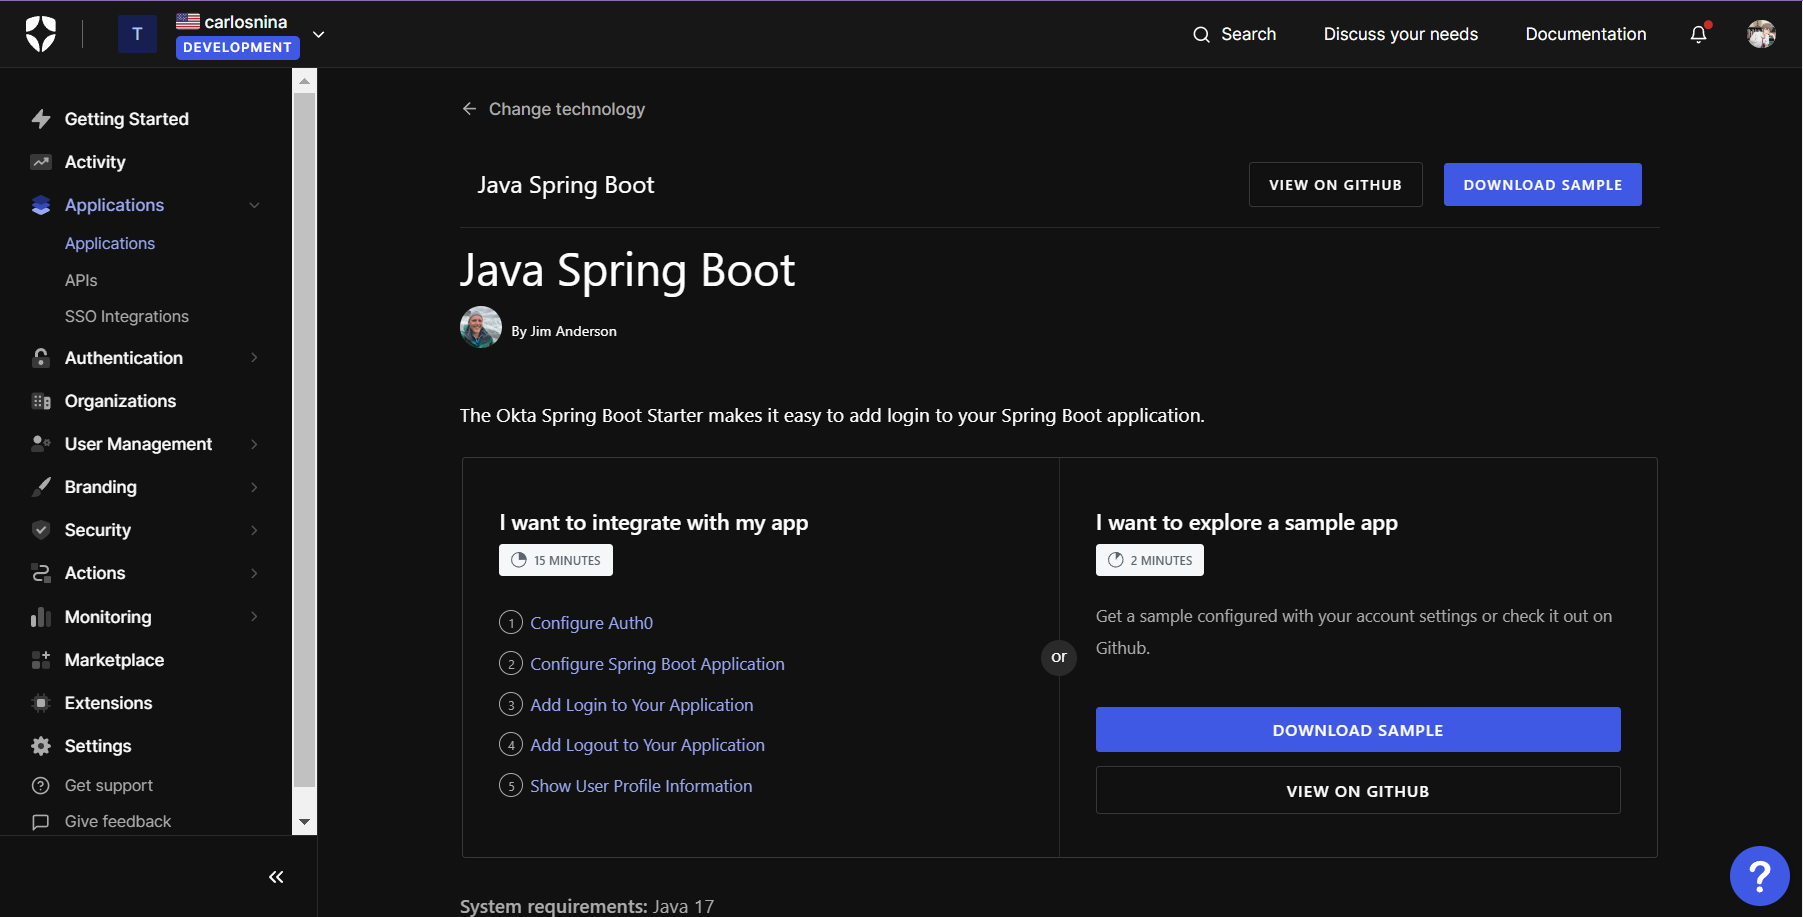 T
carlosnina
DEVELOPMENT
Search
Discuss your needs
Documentation
Getting Started
Activity
Applications
Applications
APIs
SSO Integrations
Authentication
Organizations
User Management
Branding
Security
Actions
Monitoring
Marketplace
Extensions
Settings
Get support
Give feedback
Change technology
Java Spring Boot
VIEW ON GITHUB
DOWNLOAD SAMPLE
Java Spring Boot
By Jim Anderson
The Okta Spring Boot Starter makes it easy to add login to your Spring Boot application.
I want to integrate with my app
15 MINUTES
1 Configure Auth0
2 Configure Spring Boot Application
3 Add Login to Your Application
4 Add Logout to Your Application
5 Show User Profile Information
or
I want to explore a sample app
2 MINUTES
Get a sample configured with your account settings or check it out on
Github.
DOWNLOAD SAMPLE
VIEW ON GITHUB
System requirements: Java 17
?